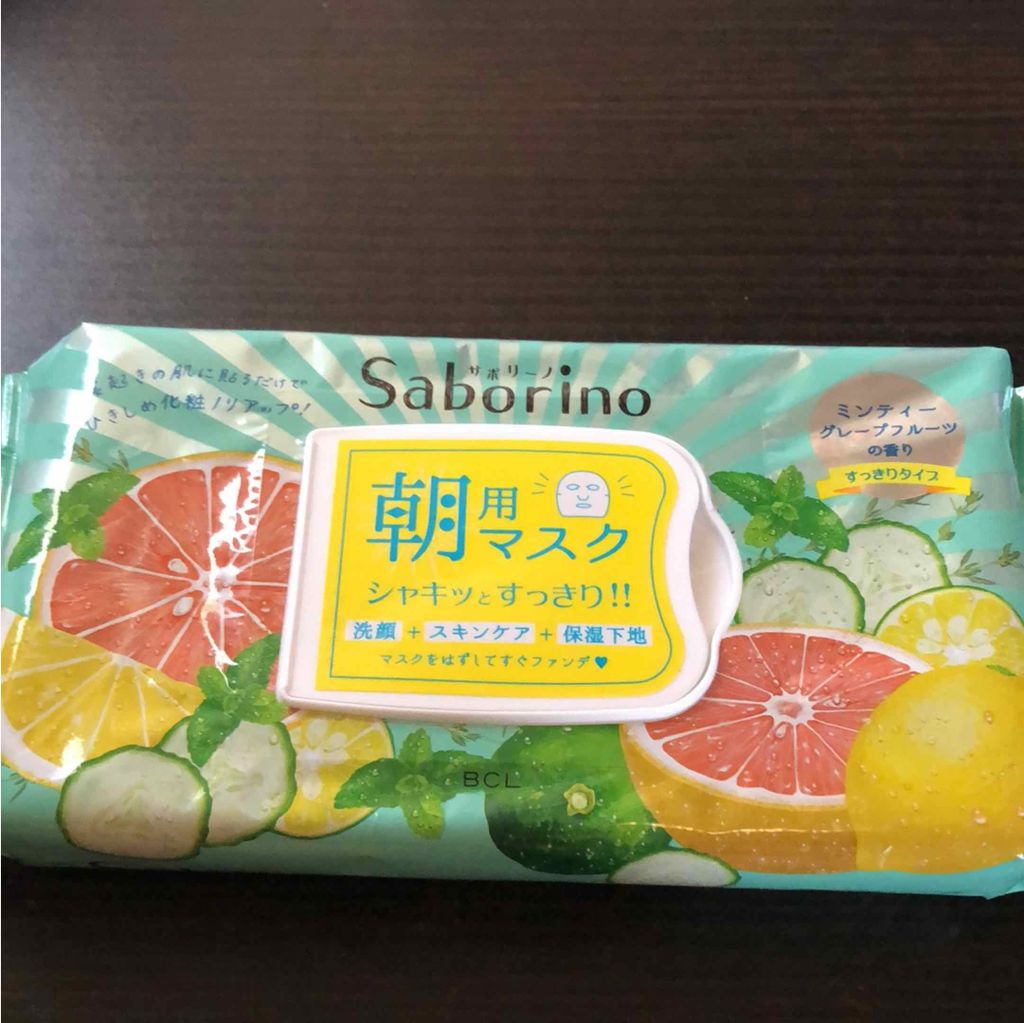 起きの肌に貼るだけで
ひきしめ化粧ノリアップ!
サボリーノ
Saborino
ミンティー
グレープフルーツ
の香り
すっきりタイプ
朝用
マスク
シャキッとすっきり!!
洗顔+スキンケア+保湿下地
マスクをはずしてすぐファンデ♥
BCL